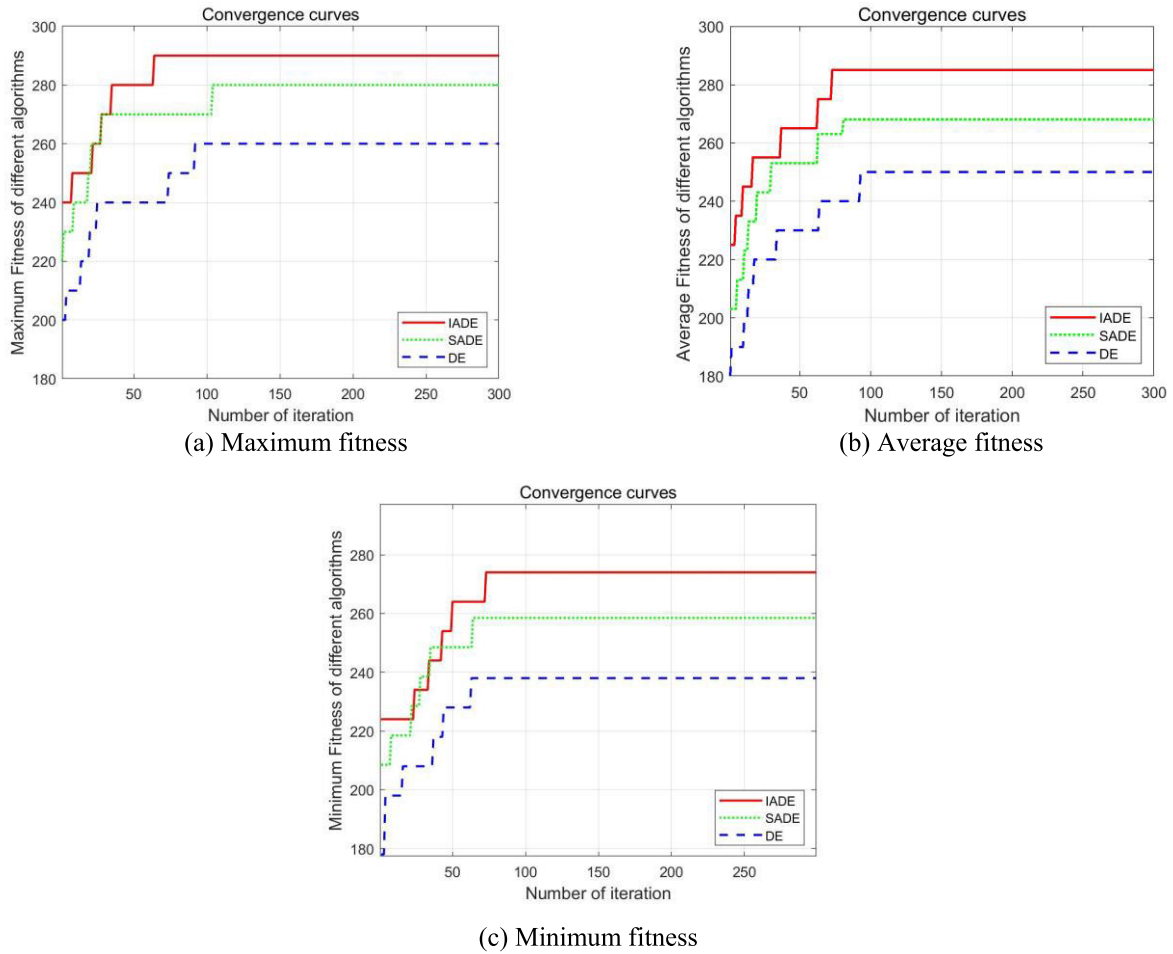 Convergence curves
Maximum Fitness of different algorithms
300
280
260
240
220
200
180
50
100
150
200
250
300
IADE
SADE
DE
Number of iteration
(a) Maximum fitness
Convergence curves
Average Fitness of different algorithms
300
280
260
240
220
200
180
50
100
150
200
250
300
IADE
SADE
DE
Number of iteration
(b) Average fitness
Convergence curves
Minimum Fitness of different algorithms
280
260
240
220
200
180
50
100
150
200
250
IADE
SADE
DE
Number of iteration
(c) Minimum fitness